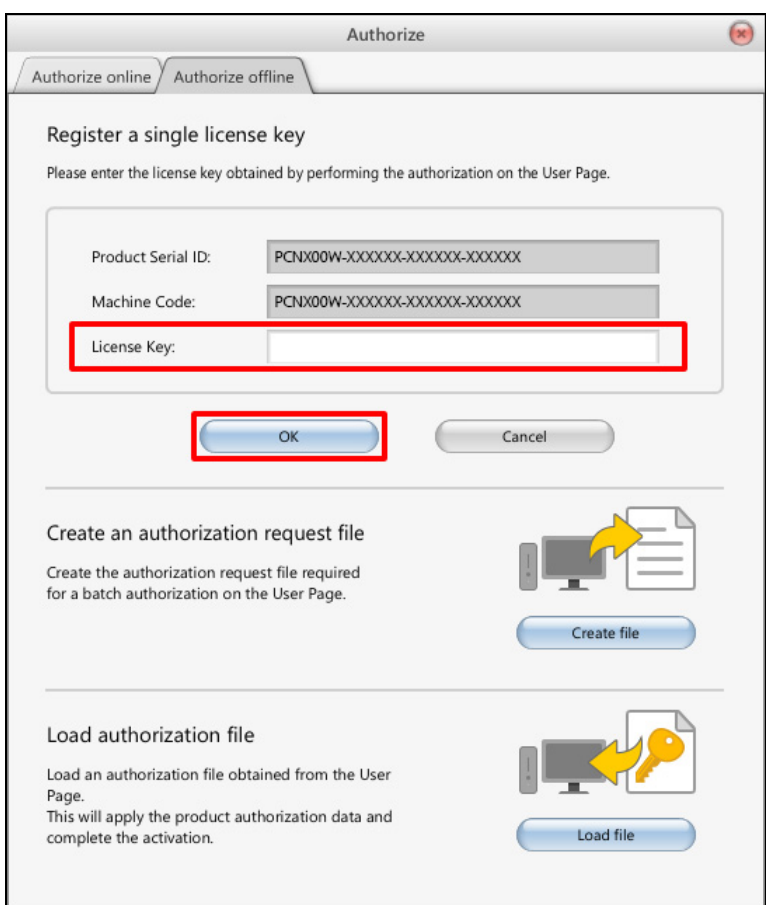 Authorize
Authorize online
Authorize offline
Register a single license key
Please enter the license key obtained by performing the authorization on the User Page.
Product Serial ID:
PCNX00W-XXXXXX-XXXXXX-XXXXXX
Machine Code:
PCNX00W-XXXXXX-XXXXXX-XXXXXX
License Key:
OK
Cancel
Create an authorization request file
Create the authorization request file required
for a batch authorization on the User Page.
Create file
Load authorization file
Load an authorization file obtained from the User
Page.
This will apply the product authorization data and
complete the activation.
Load file